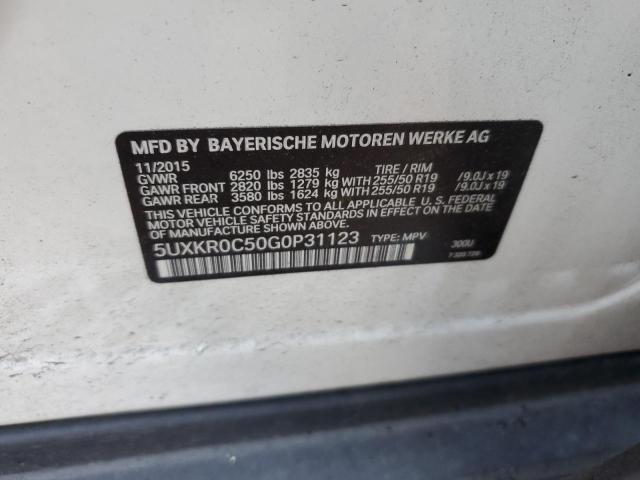 MFD BY BAYERISCHE MOTOREN WERKE AG
11/2015 TIRE / RIM
GVWR 6250 lbs 2835 kg
GAWR FRONT 2820 lbs 1279 kg WITH 255/50 R19 /9.0J x 19
GAWR REAR 3580 lbs 1624 kg WITH 255/50 R19 /9.0J x 19
THIS VEHICLE CONFORMS TO ALL APPLICABLE U. S. FEDERAL
MOTOR VEHICLE SAFETY STANDARDS IN EFFECT ON THE DATE
OF MANUFACTURE SHOWN ABOVE.
5UXKR0C50G0P31123 TYPE: MPV 300U